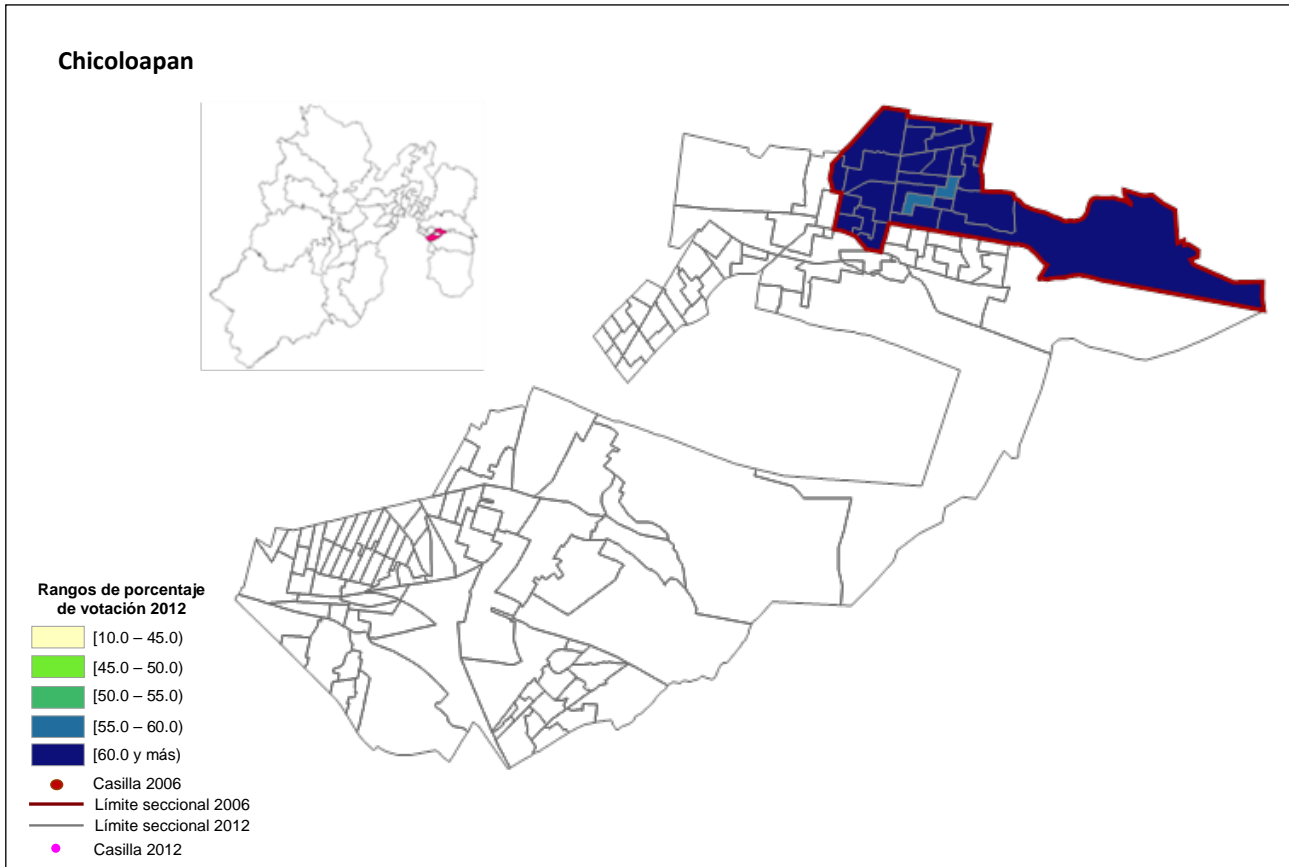 Chicoloapan
Rangos de porcentaje
de votación 2012
[10.0 – 45.0)
[45.0 – 50.0)
[50.0 – 55.0)
[55.0 – 60.0)
[60.0 y más)
Casilla 2006
Límite seccional 2006
Límite seccional 2012
Casilla 2012